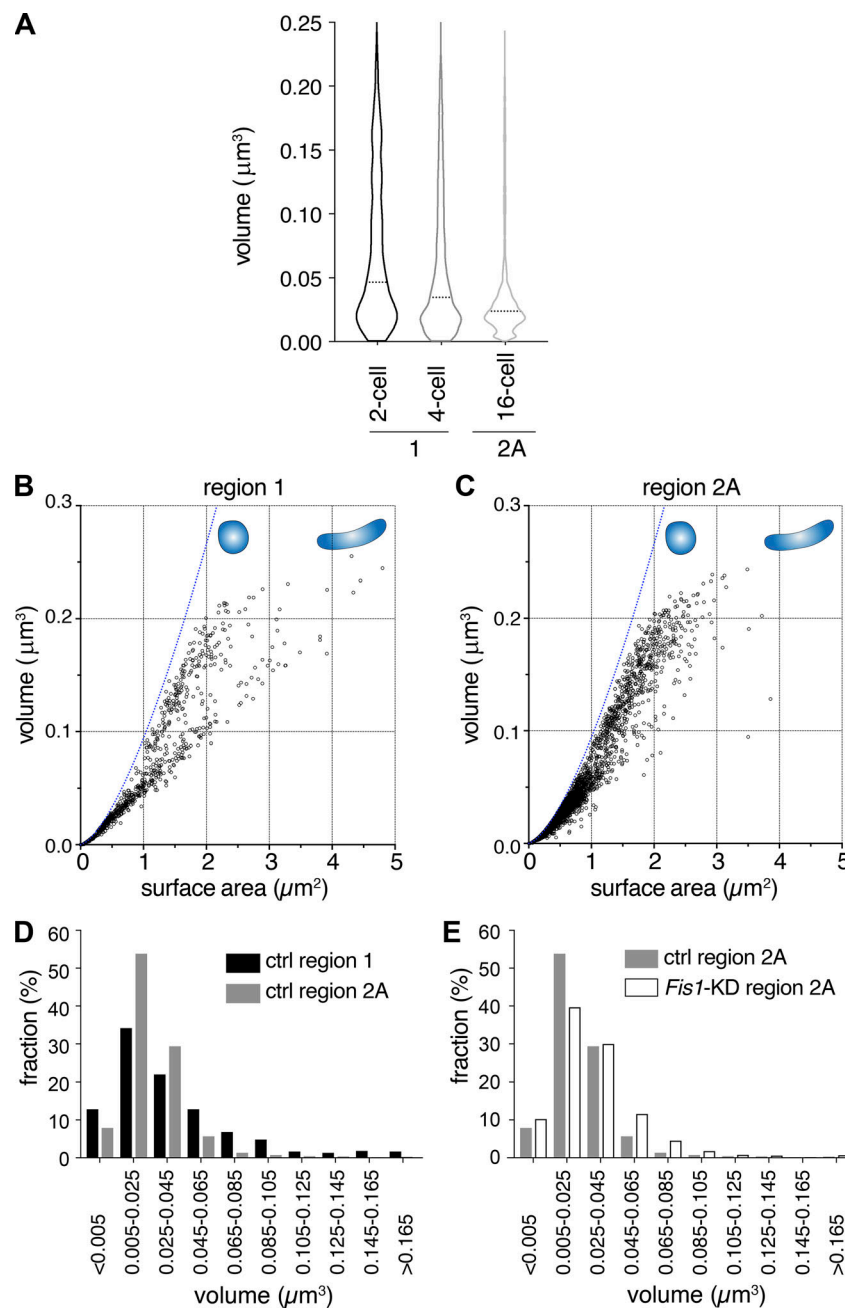 A
0.25
0.20
0.15
0.10
0.05
0.00
volume (μm³)
2-cell
4-cell
16-cell
1
2A
B
region 1
0.3
0.2
0.1
0.0
volume (μm³)
0 1 2 3 4 5
surface area (μm²)
C
region 2A
0.3
0.2
0.1
0.0
volume (μm³)
0 1 2 3 4 5
surface area (μm²)
D
60
50
40
30
20
10
0
fraction (%)
ctrl region 1
ctrl region 2A
<0.005
0.005-0.025
0.025-0.045
0.045-0.065
0.065-0.085
0.085-0.105
0.105-0.125
0.125-0.145
0.145-0.165
>0.165
volume (μm³)
E
60
50
40
30
20
10
0
fraction (%)
ctrl region 2A
Fis1-KD region 2A
<0.005
0.005-0.025
0.025-0.045
0.045-0.065
0.065-0.085
0.085-0.105
0.105-0.125
0.125-0.145
0.145-0.165
>0.165
volume (μm³)